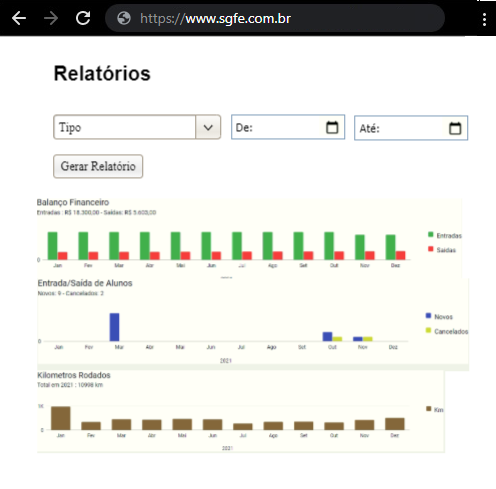 https://www.sgfe.com.br
Relatórios
Tipo De: Até:
Gerar Relatório
Balanço Financeiro
Entradas : R$ 18.300,00 - Saídas: R$ 5.603,00
Entradas
Saídas
0
Jan Fev Mar Abr Mai Jun Jul Ago Set Out Nov Dez
Entrada/Saída de Alunos
Novos: 9 - Cancelados: 2
Novos
Cancelados
0
Jan Fev Mar Abr Mai Jun Jul Ago Set Out Nov Dez
2021
Kilometros Rodados
Total em 2021 : 10998 km
Km
0
Jan Fev Mar Abr Mai Jun Jul Ago Set Out Nov Dez
2021